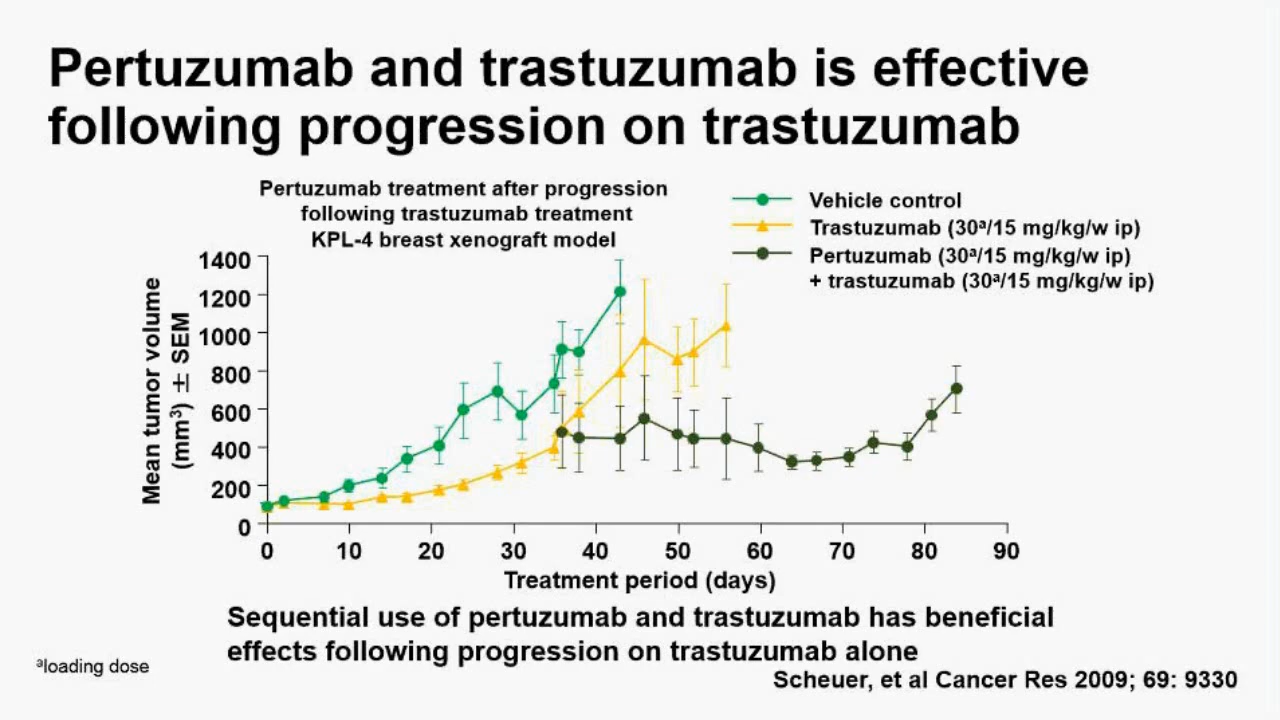 Pertuzumab and trastuzumab is effective
following progression on trastuzumab
Pertuzumab treatment after progression
following trastuzumab treatment
KPL-4 breast xenograft model
Vehicle control
Trastuzumab (30ª/15 mg/kg/w ip)
Pertuzumab (30ª/15 mg/kg/w ip)
+ trastuzumab (30ª/15 mg/kg/w ip)
Mean tumor volume
(mm³) ± SEM
1400
1200
1000
800
600
400
200
0
0 10 20 30 40 50 60 70 80 90
Treatment period (days)
Sequential use of pertuzumab and trastuzumab has beneficial
effects following progression on trastuzumab alone
ªloading dose
Scheuer, et al Cancer Res 2009; 69: 9330